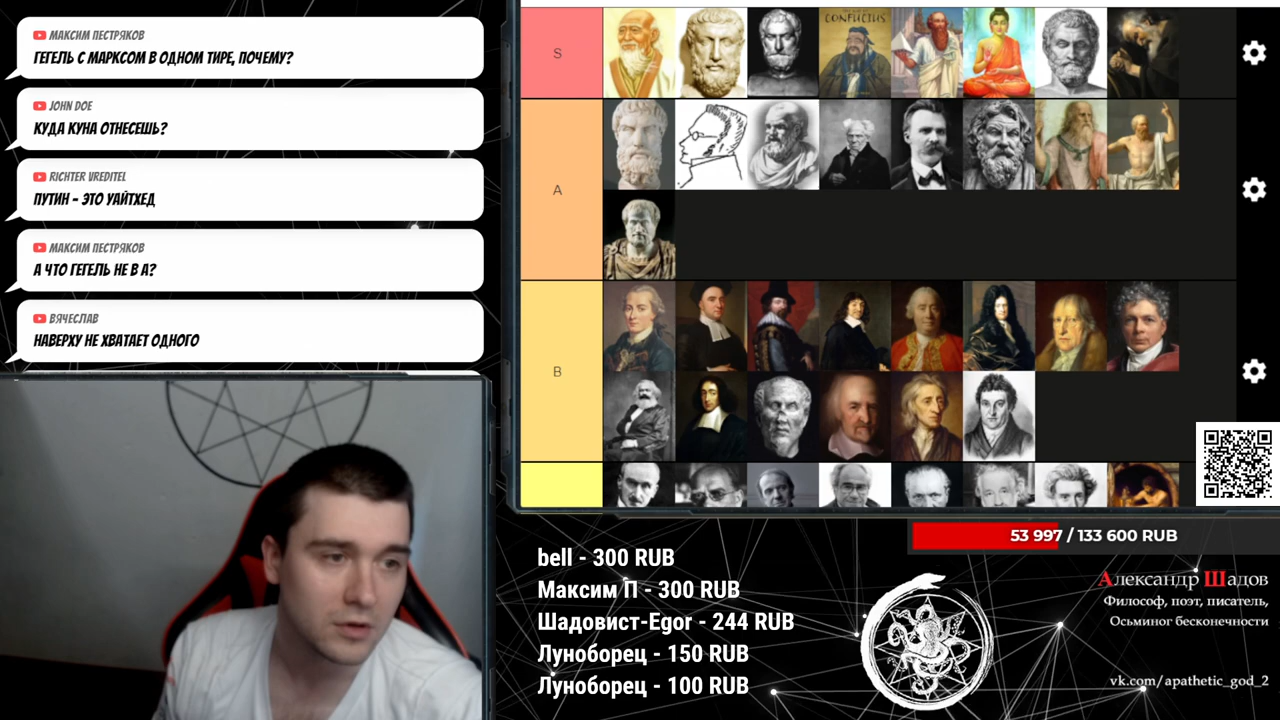 МАКСИМ ПЕСТРЯКОВ
ГЕГЕЛЬ С МАРКСОМ В ОДНОМ ТИРЕ, ПОЧЕМУ?
JOHN DOE
КУДА КУНА ОТНЕСЕШЬ?
RICHTER VREDITEL
ПУТИН - ЭТО УАЙТХЕД
МАКСИМ ПЕСТРЯКОВ
А ЧТО ГЕГЕЛЬ НЕ В А?
ВЯЧЕСЛАВ
НАВЕРХУ НЕ ХВАТАЕТ ОДНОГО
S
CONFUCIUS
A
B
53 997 / 133 600 RUB
bell - 300 RUB
Максим П - 300 RUB
Шадовист-Egor - 244 RUB
Луноборец - 150 RUB
Луноборец - 100 RUB
Александр Шадов
Философ, поэт, писатель,
Осьминог бесконечности
vk.com/apathetic_god_2